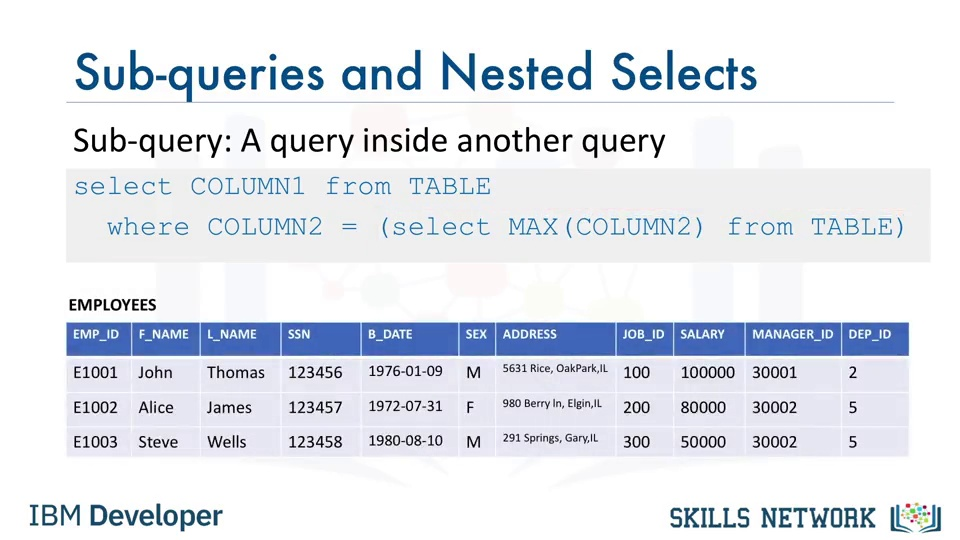 Sub-queries and Nested Selects
Sub-query: A query inside another query
select COLUMN1 from TABLE
where COLUMN2 = (select MAX(COLUMN2) from TABLE)
EMPLOYEES
EMP_ID F_NAME L_NAME SSN B_DATE SEX ADDRESS JOB_ID SALARY MANAGER_ID DEP_ID
E1001 John Thomas 123456 1976-01-09 M 5631 Rice, OakPark,IL 100 100000 30001 2
E1002 Alice James 123457 1972-07-31 F 980 Berry ln, Elgin,IL 200 80000 30002 5
E1003 Steve Wells 123458 1980-08-10 M 291 Springs, Gary,IL 300 50000 30002 5
IBM Developer
SKILLS NETWORK